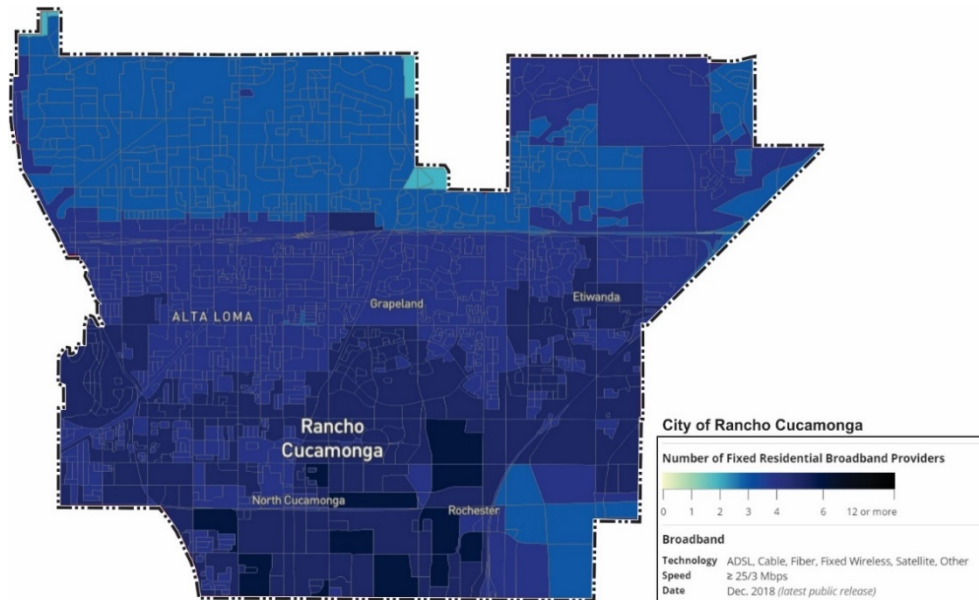 Grapeland
Etiwanda
ALTA LOMA
Rancho
Cucamonga
North Cucamonga
Rochester
City of Rancho Cucamonga
Number of Fixed Residential Broadband Providers
0 1 2 3 4 6 12 or more
Broadband
Technology ADSL, Cable, Fiber, Fixed Wireless, Satellite, Other
Speed ≥ 25/3 Mbps
Date Dec. 2018 (latest public release)